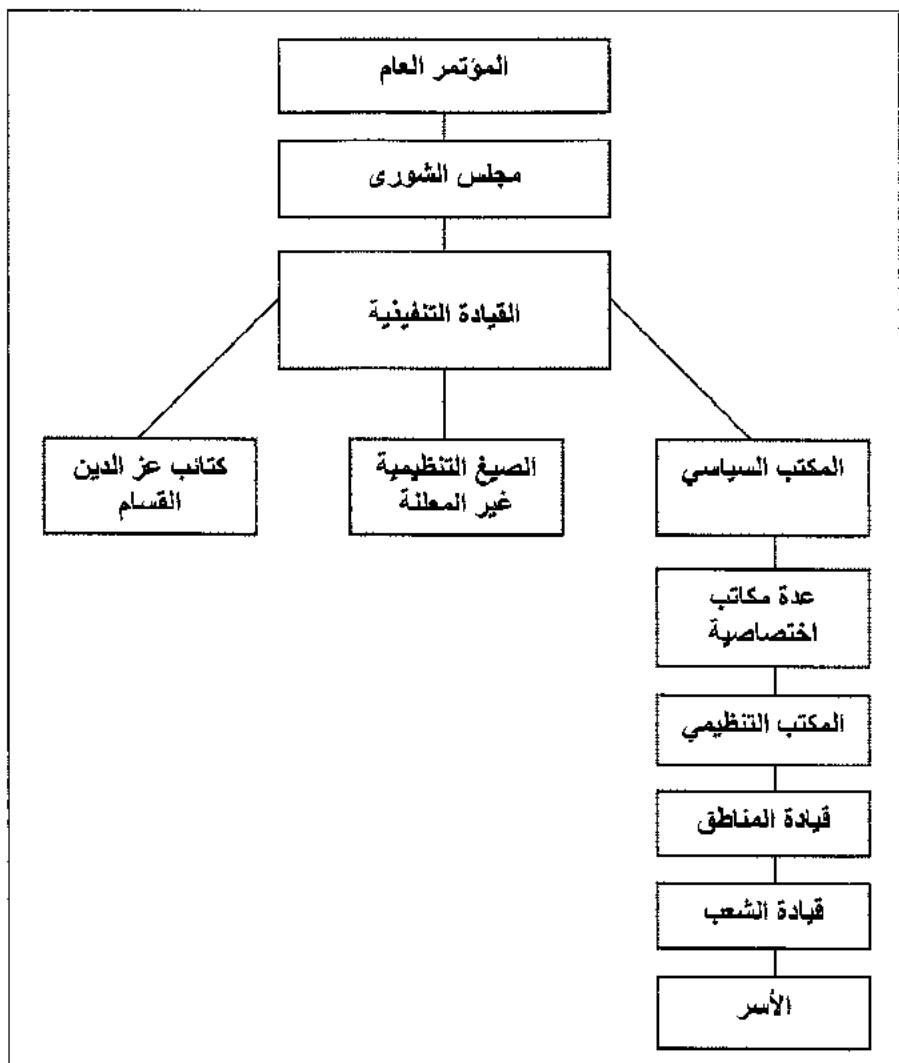 المؤتمر العام
مجلس الشورى
القيادة التنفيذية
المكتب السياسي
الصيغ التنظيمية
غير المعلنة
كتائب عز الدين
القسام
عدة مكاتب
اختصاصية
المكتب التنظيمي
قيادة المناطق
قيادة الشعب
الأسر